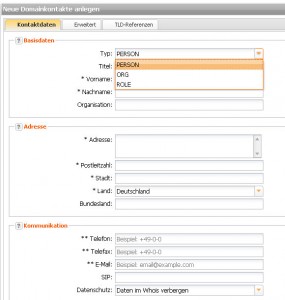 Neue Domainkontakte anlegen
Kontaktdaten Erweitert TLD-Referenzen
Basisdaten
Typ: PERSON
PERSON
ORG
ROLE
Titel:
* Vorname:
* Nachname:
Organisation:
Adresse
* Adresse:
* Postleitzahl:
* Stadt:
* Land: Deutschland
Bundesland:
Kommunikation
** Telefon: Beispiel: +49-0-0
** Telefax: Beispiel: +49-0-0
** E-Mail: Beispiel: email@example.com
SIP:
Datenschutz: Daten im Whois verbergen